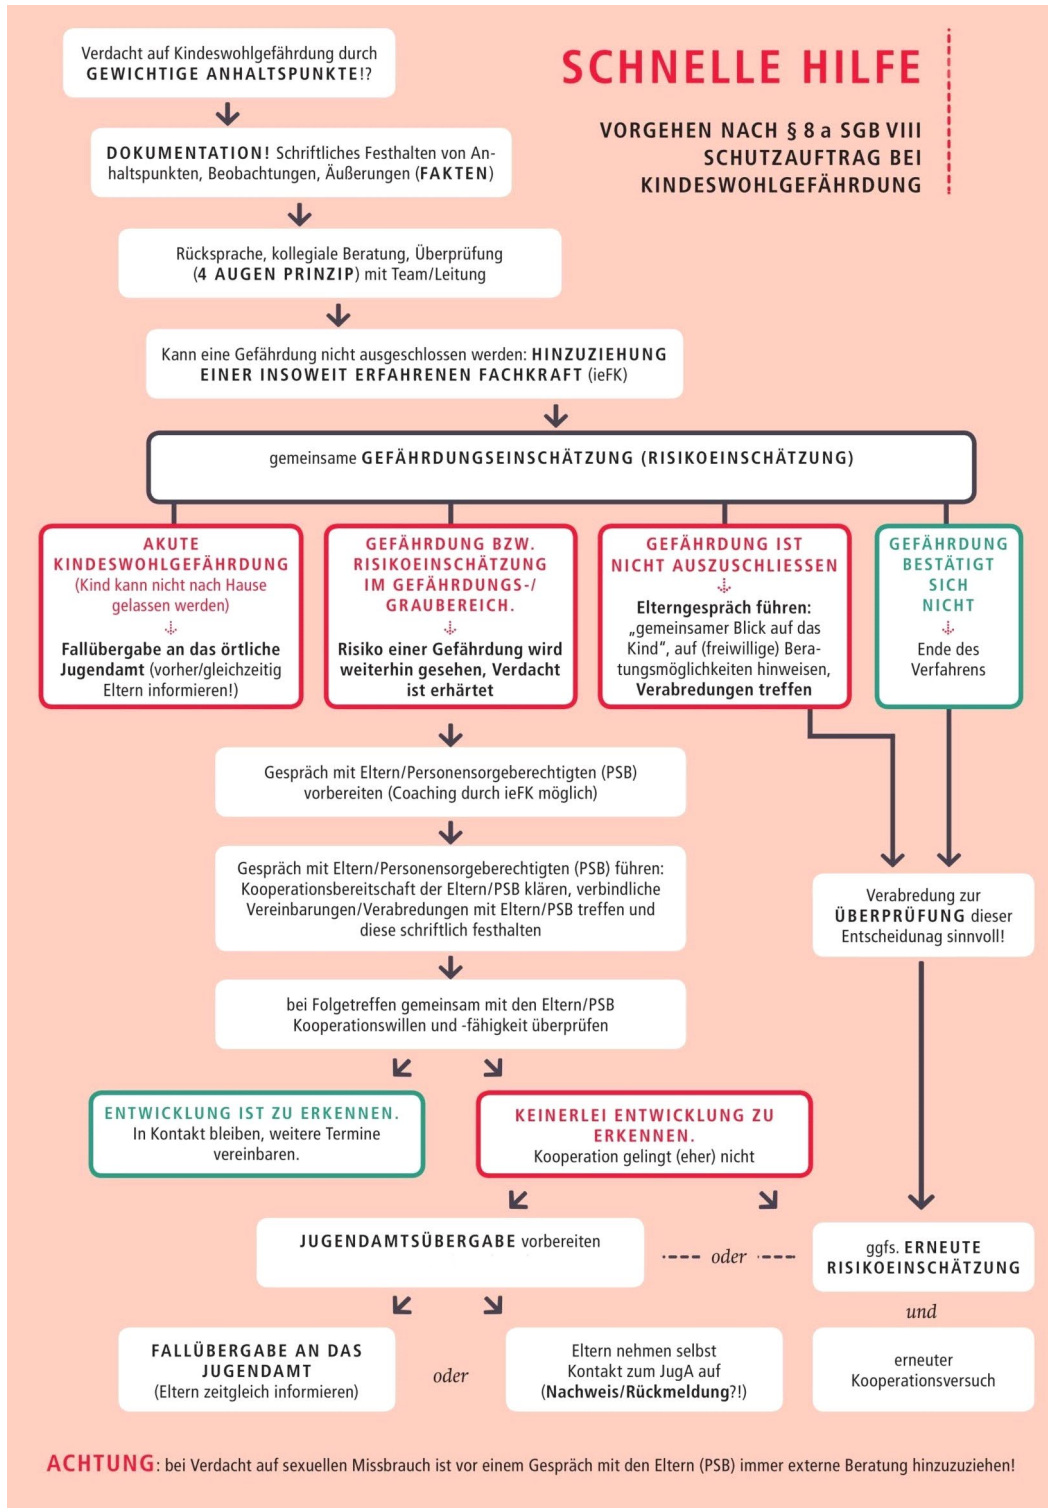 Verdacht auf Kindeswohlgefährdung durch
GEWICHTIGE ANHALTSPUNKTE!?
SCHNELLE HILFE
VORGEHEN NACH § 8 a SGB VIII
SCHUTZAUFTRAG BEI
KINDESWOHLGEFÄHRDUNG
DOKUMENTATION! Schriftliches Festhalten von An-
haltspunkten, Beobachtungen, Äußerungen (FAKTEN)
Rücksprache, kollegiale Beratung, Überprüfung
(4 AUGEN PRINZIP) mit Team/Leitung
Kann eine Gefährdung nicht ausgeschlossen werden: HINZUZIEHUNG
EINER INSOWEIT ERFAHRENEN FACHKRAFT (ieFK)
gemeinsame GEFÄHRDUNGSEINSCHÄTZUNG (RISIKOEINSCHÄTZUNG)
AKUTE
KINDESWOHLGEFÄHRDUNG
(Kind kann nicht nach Hause
gelassen werden)
Fallübergabe an das örtliche
Jugendamt (vorher/gleichzeitig
Eltern informieren!)
GEFÄHRDUNG BZW.
RISIKOEINSCHÄTZUNG
IM GEFÄHRDUNGS-/
GRAUBEREICH.
Risiko einer Gefährdung wird
weiterhin gesehen, Verdacht
ist erhärtet
GEFÄHRDUNG IST
NICHT AUSZUSCHLIESSEN
Elterngespräch führen:
„gemeinsamer Blick auf das
Kind“, auf (freiwillige) Bera-
tungsmöglichkeiten hinweisen,
Verabredungen treffen
GEFÄHRDUNG
BESTÄTIGT
SICH
NICHT
Ende des
Verfahrens
Gespräch mit Eltern/Personensorgeberechtigten (PSB)
vorbereiten (Coaching durch ieFK möglich)
Gespräch mit Eltern/Personensorgeberechtigten (PSB) führen:
Kooperationsbereitschaft der Eltern/PSB klären, verbindliche
Vereinbarungen/Verabredungen mit Eltern/PSB treffen und
diese schriftlich festhalten
Verabredung zur
ÜBERPRÜFUNG dieser
Entscheidunag sinnvoll!
bei Folgetreffen gemeinsam mit den Eltern/PSB
Kooperationswillen und -fähigkeit überprüfen
ENTWICKLUNG IST ZU ERKENNEN.
In Kontakt bleiben, weitere Termine
vereinbaren.
KEINERLEI ENTWICKLUNG ZU
ERKENNEN.
Kooperation gelingt (eher) nicht
JUGENDAMTSÜBERGABE vorbereiten
oder
ggfs. ERNEUTE
RISIKOEINSCHÄTZUNG
und
FALLÜBERGABE AN DAS
JUGENDAMT
(Eltern zeitgleich informieren)
oder
Eltern nehmen selbst
Kontakt zum JugA auf
(Nachweis/Rückmeldung?!)
erneuter
Kooperationsversuch
ACHTUNG: bei Verdacht auf sexuellen Missbrauch ist vor einem Gespräch mit den Eltern (PSB) immer externe Beratung hinzuzuziehen!